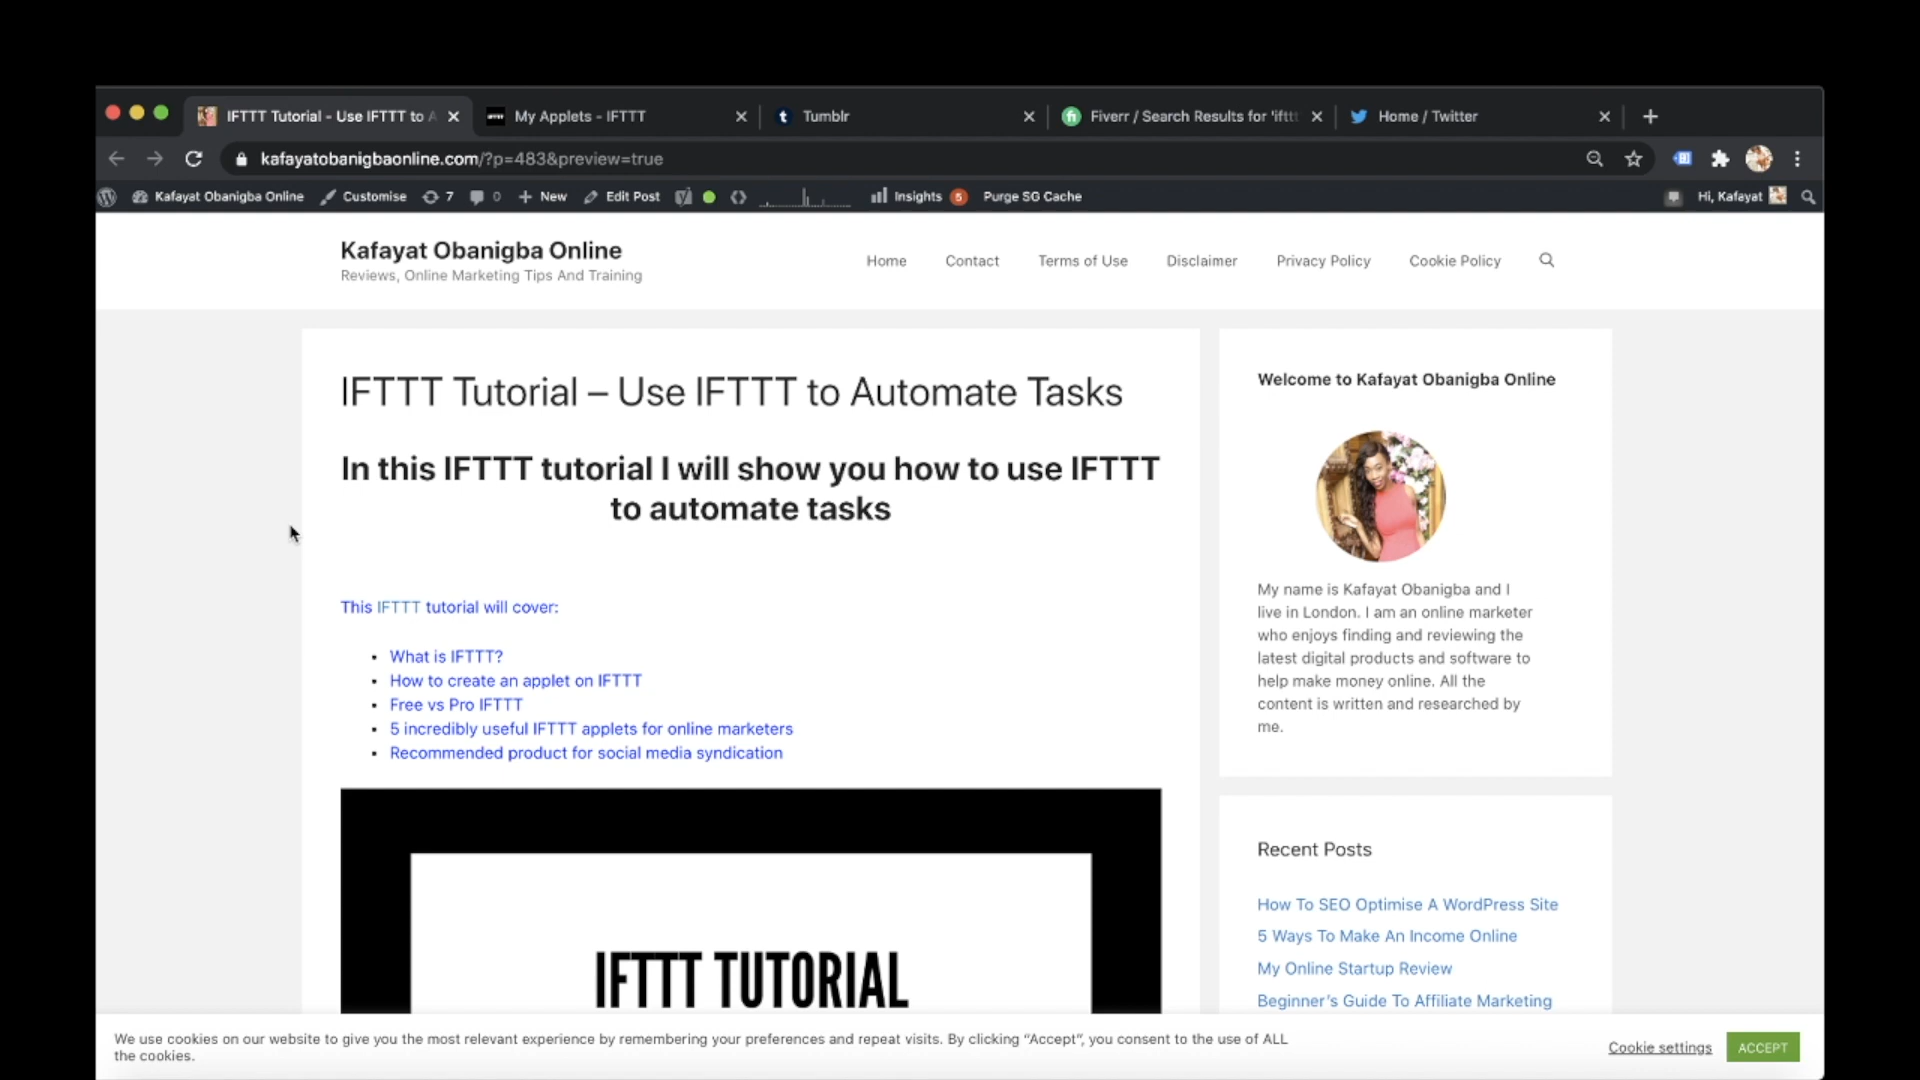 IFTTT Tutorial - Use IFTTT to A
My Applets - IFTTT
Tumblr
Fiverr / Search Results for 'ifttt
Home / Twitter
kafayatobanigbaonline.com/?p=483&preview=true
Kafayat Obanigba Online
Customise
7
0
New
Edit Post
Insights
5
Purge SG Cache
Hi, Kafayat
Kafayat Obanigba Online
Reviews, Online Marketing Tips And Training
Home
Contact
Terms of Use
Disclaimer
Privacy Policy
Cookie Policy
IFTTT Tutorial – Use IFTTT to Automate Tasks
In this IFTTT tutorial I will show you how to use IFTTT
to automate tasks
This IFTTT tutorial will cover:
What is IFTTT?
How to create an applet on IFTTT
Free vs Pro IFTTT
5 incredibly useful IFTTT applets for online marketers
Recommended product for social media syndication
IFTTT TUTORIAL
Welcome to Kafayat Obanigba Online
My name is Kafayat Obanigba and I
live in London. I am an online marketer
who enjoys finding and reviewing the
latest digital products and software to
help make money online. All the
content is written and researched by
me.
Recent Posts
How To SEO Optimise A WordPress Site
5 Ways To Make An Income Online
My Online Startup Review
Beginner's Guide To Affiliate Marketing
We use cookies on our website to give you the most relevant experience by remembering your preferences and repeat visits. By clicking “Accept”, you consent to the use of ALL
the cookies.
Cookie settings
ACCEPT